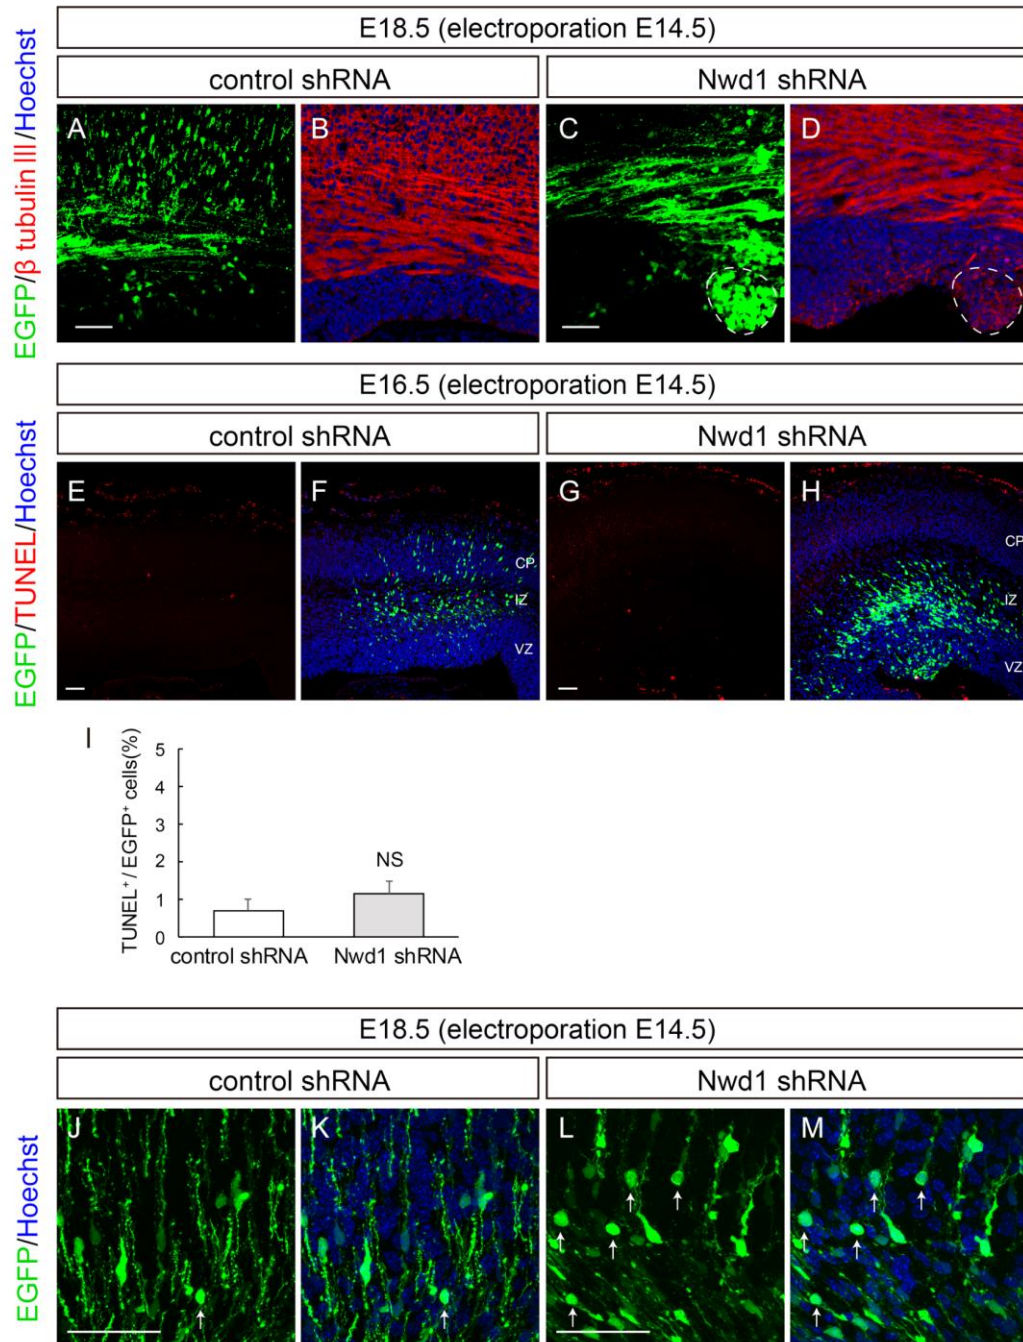 E18.5 (electroporation E14.5)
control shRNA
Nwd1 shRNA
EGFP/β tubulin III/Hoechst
A
B
C
D
E16.5 (electroporation E14.5)
control shRNA
Nwd1 shRNA
EGFP/TUNEL/Hoechst
E
F
CP
IZ
VZ
G
H
CP
IZ
VZ
I
TUNEL⁺ / EGFP⁺ cells(%)
5
4
3
2
1
0
NS
control shRNA
Nwd1 shRNA
E18.5 (electroporation E14.5)
control shRNA
Nwd1 shRNA
EGFP/Hoechst
J
K
L
M